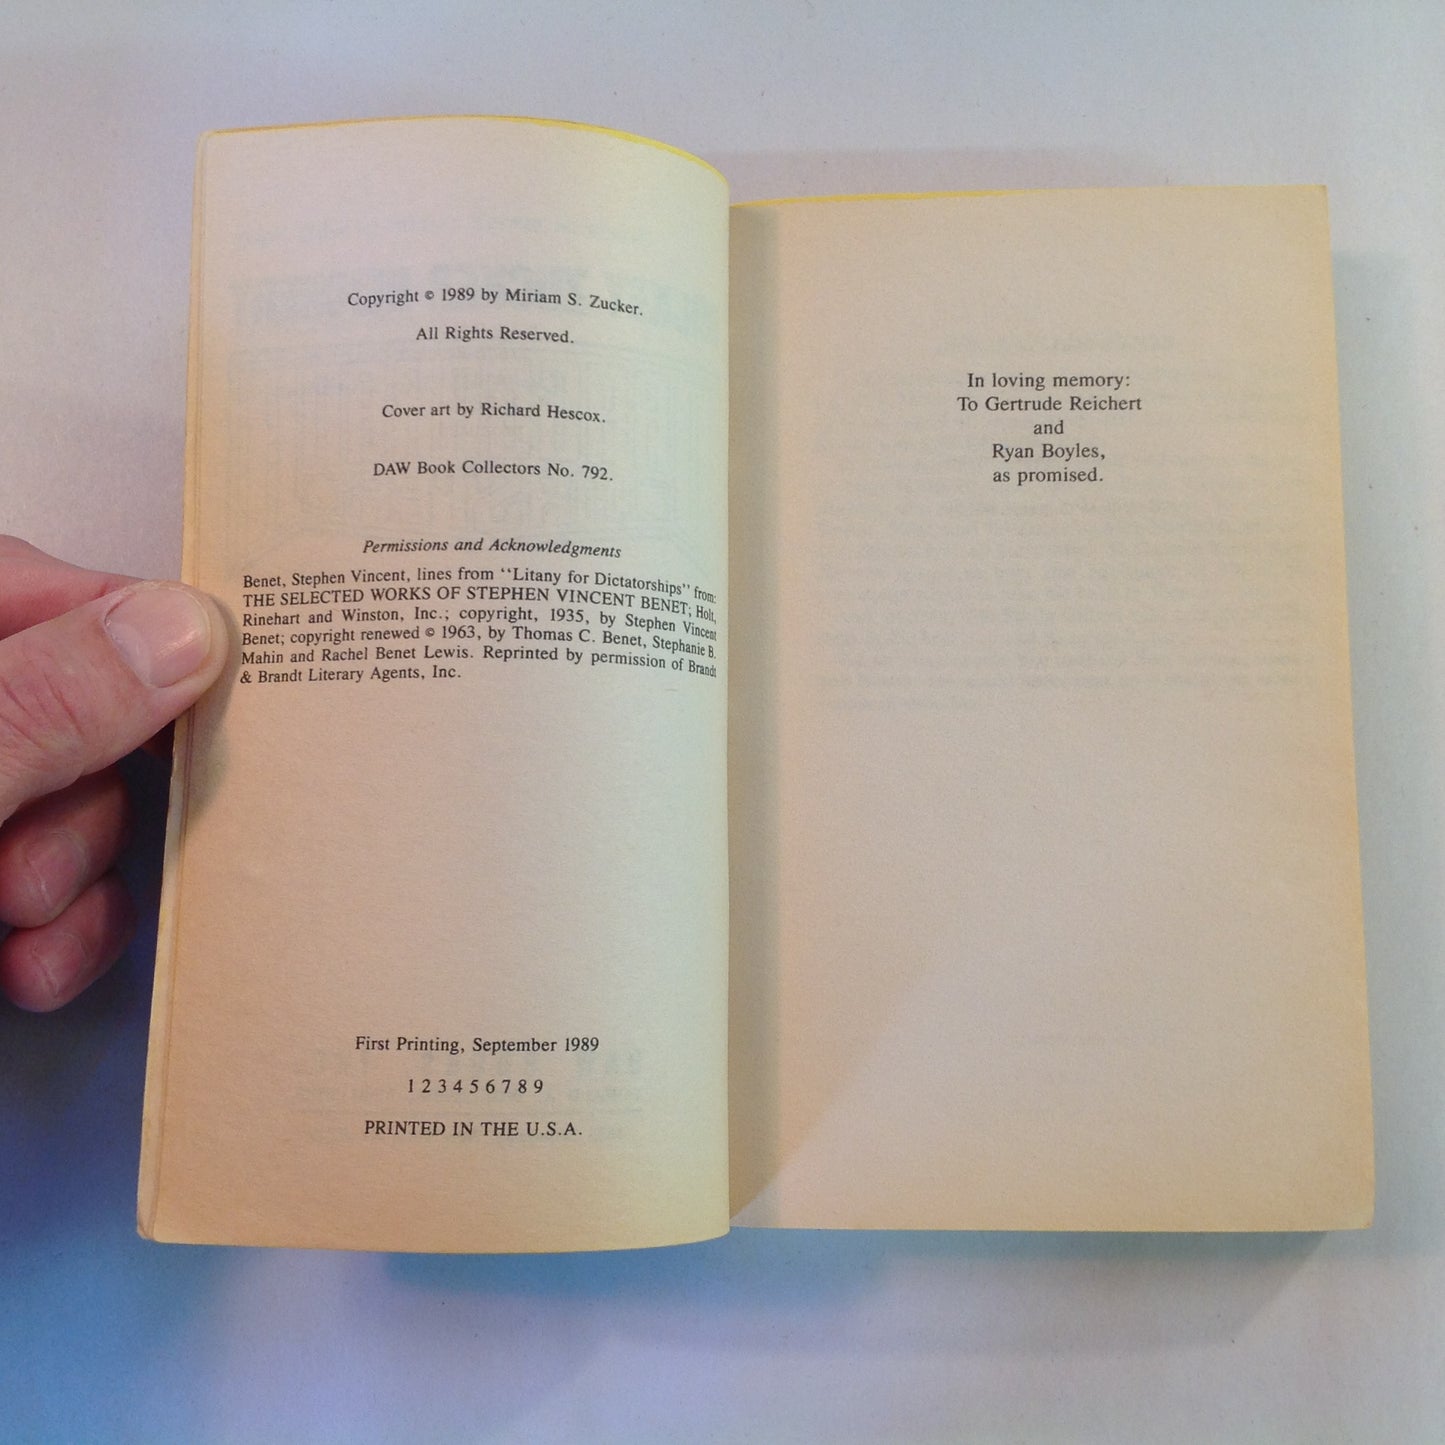 Copyright © 1989 by Miriam S. Zucker.
All Rights Reserved.
Cover art by Richard Hescox.
DAW Book Collectors No. 792.
Permissions and Acknowledgments
Benet, Stephen Vincent, lines from "Litany for Dictatorships" from:
THE SELECTED WORKS OF STEPHEN VINCENT BENET; Holt,
Rinehart and Winston, Inc.; copyright, 1935, by Stephen Vincent
Benet; copyright renewed © 1963, by Thomas C. Benet, Stephanie B.
Mahin and Rachel Benet Lewis. Reprinted by permission of Brandt
& Brandt Literary Agents, Inc.
First Printing, September 1989
1 2 3 4 5 6 7 8 9
PRINTED IN THE U.S.A.
In loving memory:
To Gertrude Reichert
and
Ryan Boyles,
as promised.